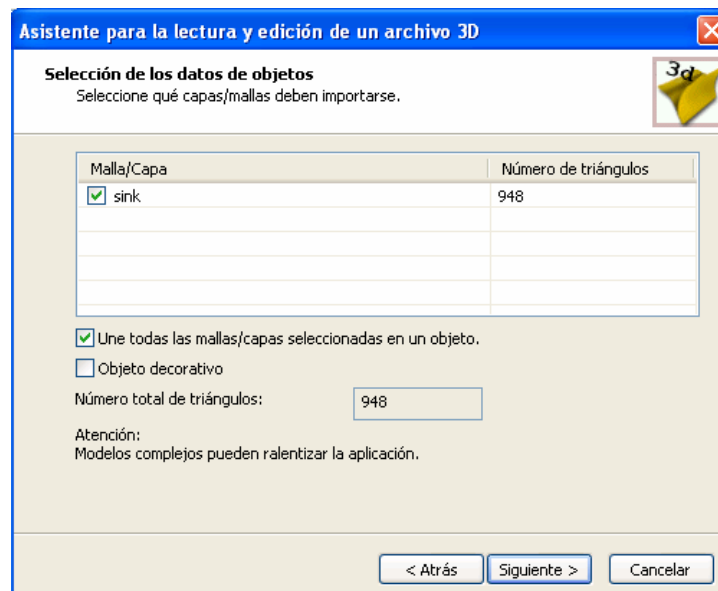 Asistente para la lectura y edición de un archivo 3D
Selección de los datos de objetos
Seleccione qué capas/mallas deben importarse.
3d
Malla/Capa Número de triángulos
sink 948
Une todas las mallas/capas seleccionadas en un objeto.
Objeto decorativo
Número total de triángulos: 948
Atención:
Modelos complejos pueden ralentizar la aplicación.
< Atrás Siguiente > Cancelar